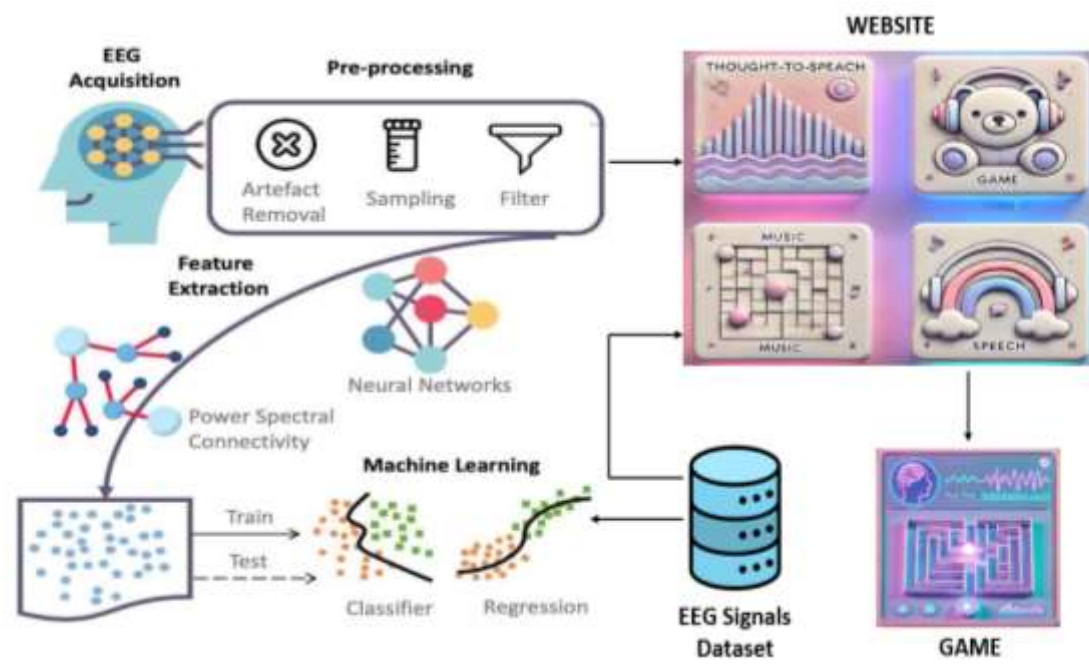 WEBSITE
EEG
Acquisition
Pre-processing
Artefact
Removal
Sampling
Filter
THOUGHT-TO-SPEACH
GAME
MUSIC
MUSIC
SPEECH
Feature
Extraction
Neural Networks
Power Spectral
Connectivity
Machine Learning
Train
Test
Classifier
Regression
EEG Signals
Dataset
GAME